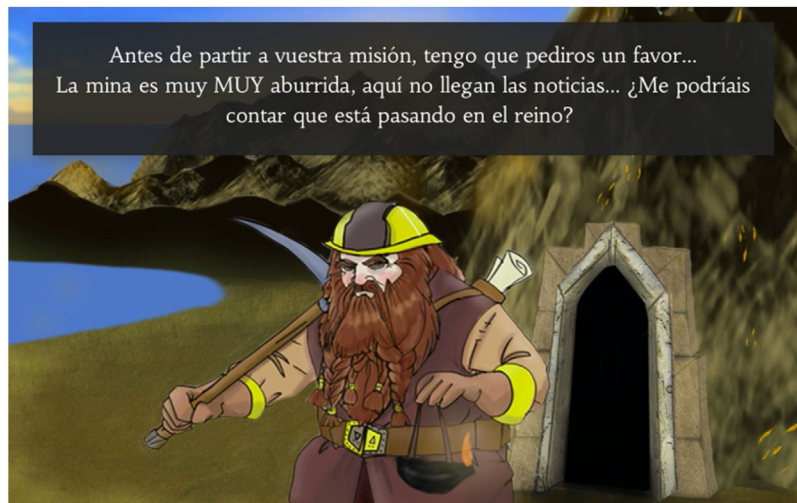 Antes de partir a vuestra misión, tengo que pediros un favor...
La mina es muy MUY aburrida, aquí no llegan las noticias... ¿Me podríais
contar que está pasando en el reino?